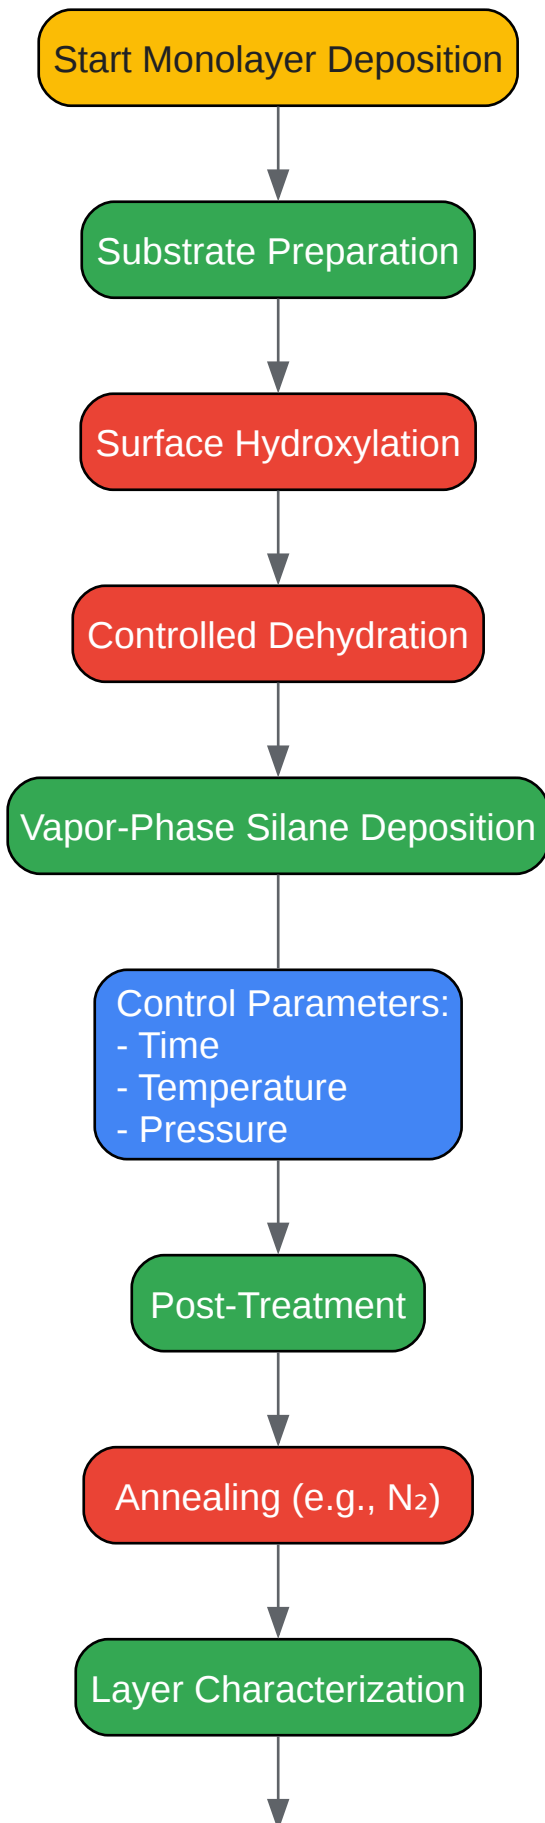 Start Monolayer Deposition
Substrate Preparation
Surface Hydroxylation
Controlled Dehydration
Vapor-Phase Silane Deposition
Control Parameters:
- Time
- Temperature
- Pressure
Post-Treatment
Annealing (e.g., N₂)
Layer Characterization